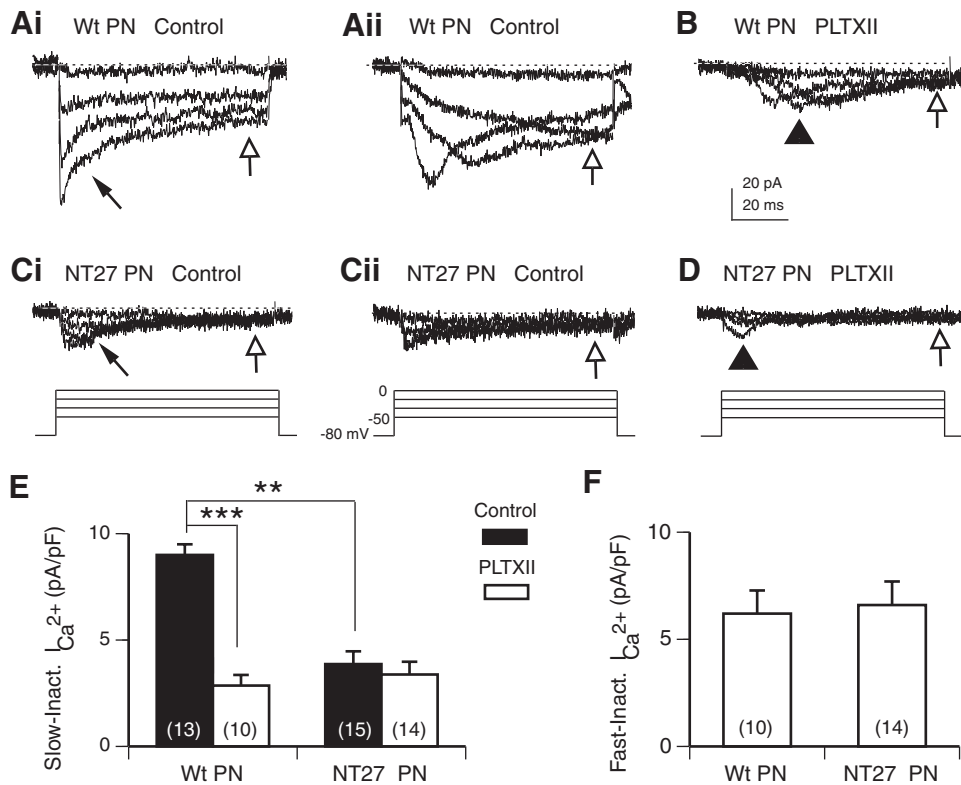 Ai Wt PN Control
Aii Wt PN Control
B Wt PN PLTXII
20 pA
20 ms
Ci NT27 PN Control
Cii NT27 PN Control
D NT27 PN PLTXII
0
-50
-80 mV
E
**
***
Control
PLTXII
Slow-Inact. I Ca2+ (pA/pF)
10
5
0
(13) (10) (15) (14)
Wt PN NT27 PN
F
Fast-Inact. I Ca2+ (pA/pF)
10
5
0
(10) (14)
Wt PN NT27 PN